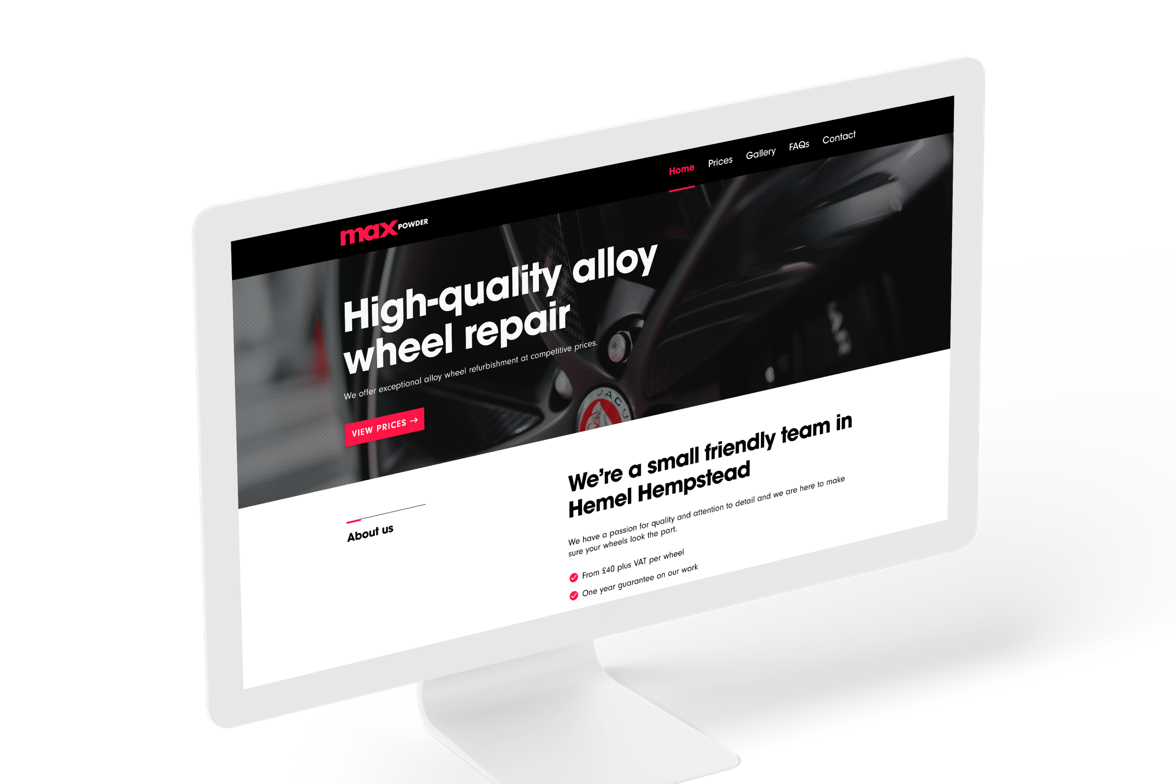 max POWDER
Home Prices Gallery FAQs Contact
High-quality alloy
wheel repair
We offer exceptional alloy wheel refurbishment at competitive prices.
VIEW PRICES →
JAGU
About us
We're a small friendly team in
Hemel Hempstead
We have a passion for quality and attention to detail and we are here to make
sure your wheels look the part.
From £40 plus VAT per wheel
One year guarantee on our work